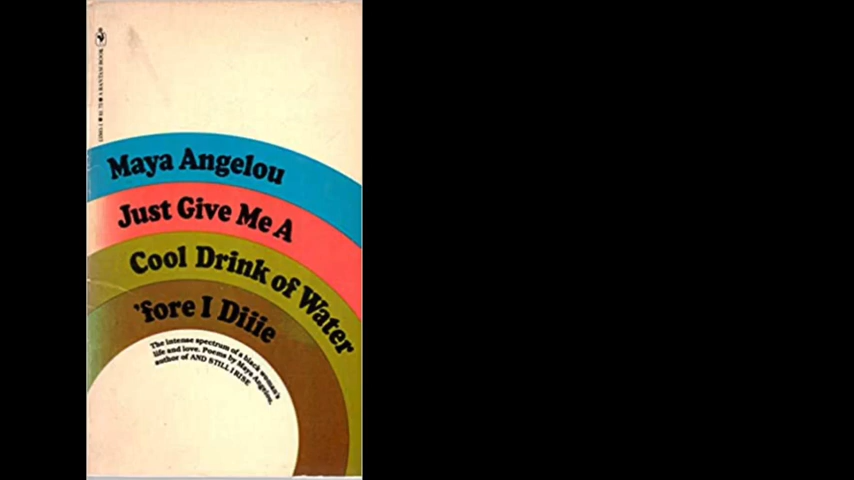 Maya Angelou
Just Give Me A
Cool Drink of Water
'fore I Diiie
The intense spectrum of a black woman's
life and love. Poems by Maya Angelou,
author of AND STILL I RISE